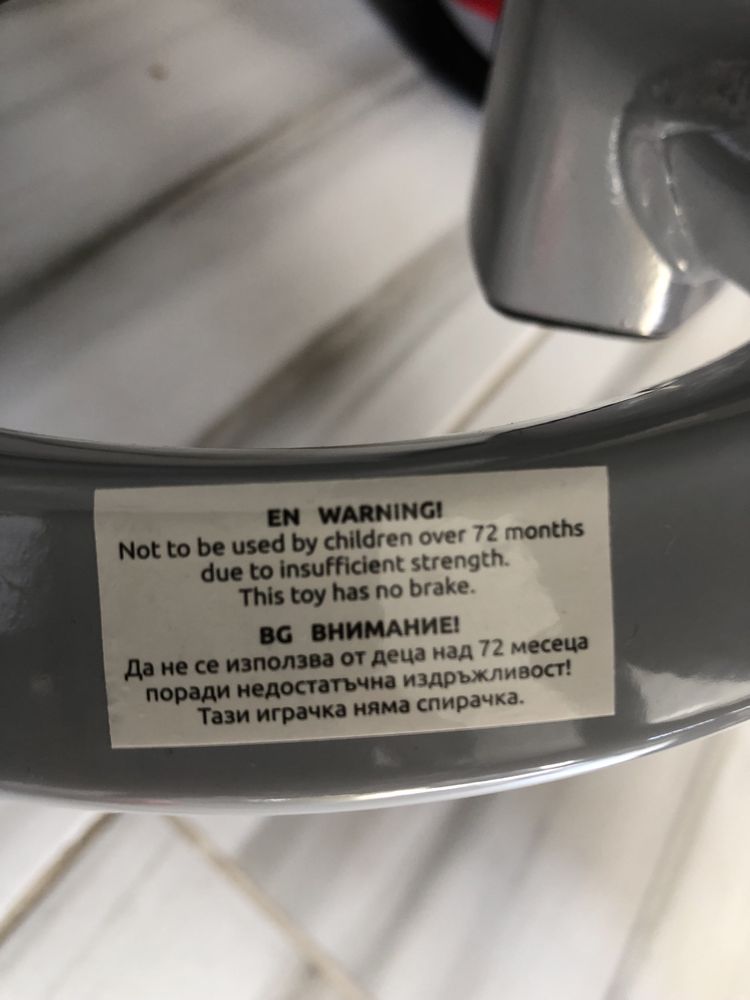 EN WARNING!
Not to be used by children over 72 months
due to insufficient strength.
This toy has no brake.
BG ВНИМАНИЕ!
Да не се използва от деца над 72 месеца
поради недостатъчна издръжливост!
Тази играчка няма спирачка.